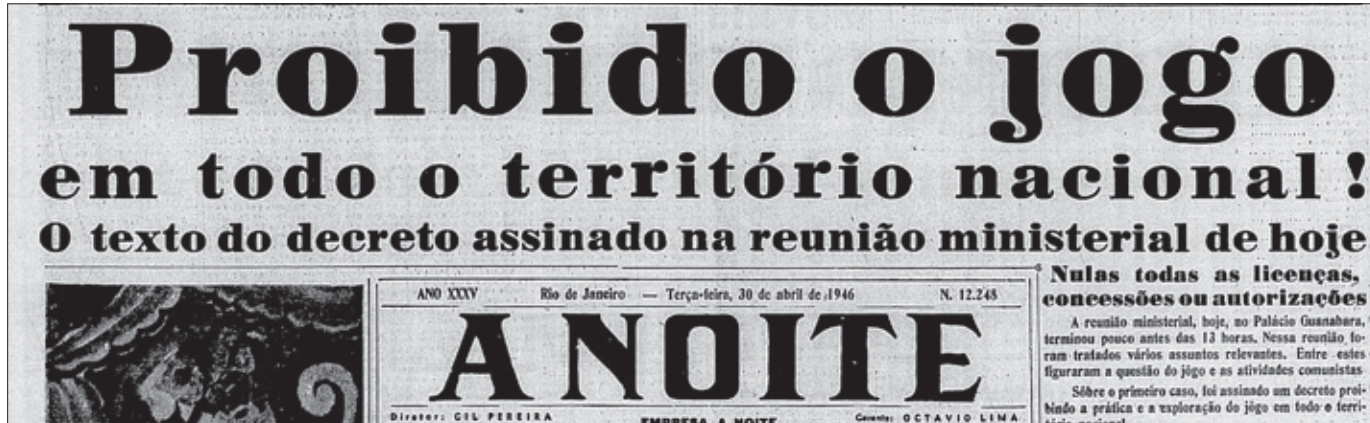 Proibido o jogo
em todo o território nacional!
O texto do decreto assinado na reunião ministerial de hoje
ANO XXXV Rio de Janeiro — Terça-feira, 30 de abril de 1946 N. 12.248
A NOITE
Diretor: GIL PEREIRA EMPRESA A NOITE Gerente: OCTAVIO LIMA
Nulas todas as licenças,
concessões ou autorizações
A reunião ministerial, hoje, no Palácio Guanabara,
terminou pouco antes das 13 horas. Nessa reunião fo-
ram tratados vários assuntos relevantes. Entre estes
figuraram a questão do jogo e as atividades comunistas
Sôbre o primeiro caso, foi assinado um decreto proi-
bindo a prática e a exploração do jôgo em todo o terri-
tório nacional